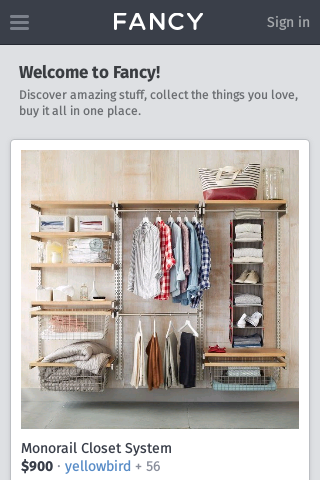 FANCY
Sign in
Welcome to Fancy!
Discover amazing stuff, collect the things you love,
buy it all in one place.
Monorail Closet System
$900 · yellowbird + 56